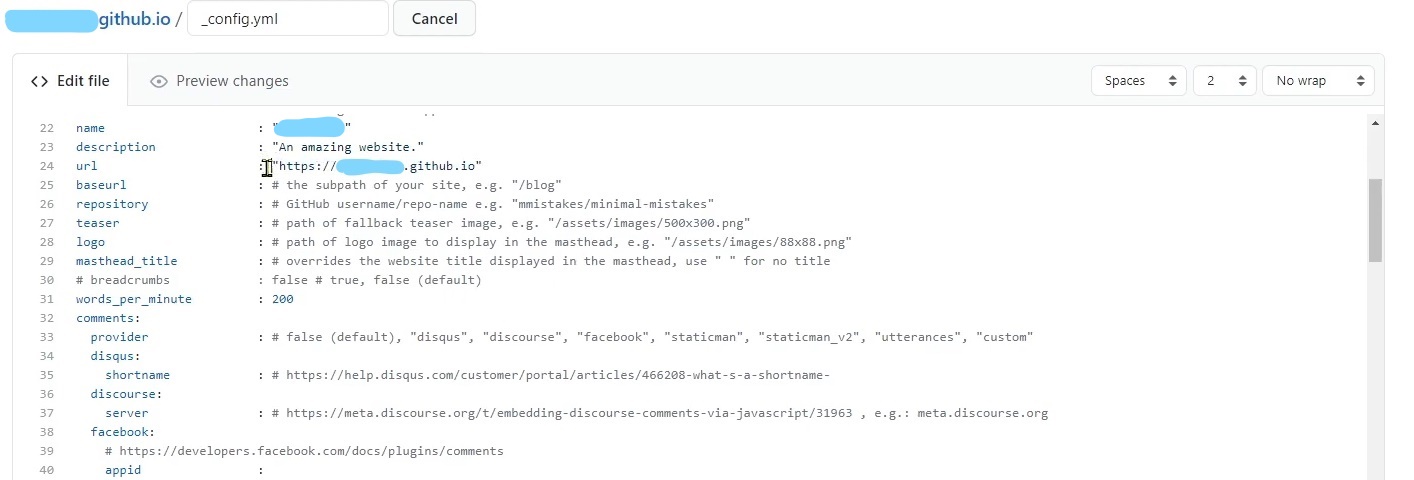 github.io / _config.yml Cancel
Edit file Preview changes Spaces 2 No wrap
22 name : " "
23 description : "An amazing website."
24 url : "https:// .github.io"
25 baseurl : # the subpath of your site, e.g. "/blog"
26 repository : # GitHub username/repo-name e.g. "mmistakes/minimal-mistakes"
27 teaser : # path of fallback teaser image, e.g. "/assets/images/500x300.png"
28 logo : # path of logo image to display in the masthead, e.g. "/assets/images/88x88.png"
29 masthead_title : # overrides the website title displayed in the masthead, use " " for no title
30 # breadcrumbs : false # true, false (default)
31 words_per_minute : 200
32 comments:
33 provider : # false (default), "disqus", "discourse", "facebook", "staticman", "staticman_v2", "utterances", "custom"
34 disqus:
35 shortname : # https://help.disqus.com/customer/portal/articles/466208-what-s-a-shortname-
36 discourse:
37 server : # https://meta.discourse.org/t/embedding-discourse-comments-via-javascript/31963 , e.g.: meta.discourse.org
38 facebook:
39 # https://developers.facebook.com/docs/plugins/comments
40 appid :